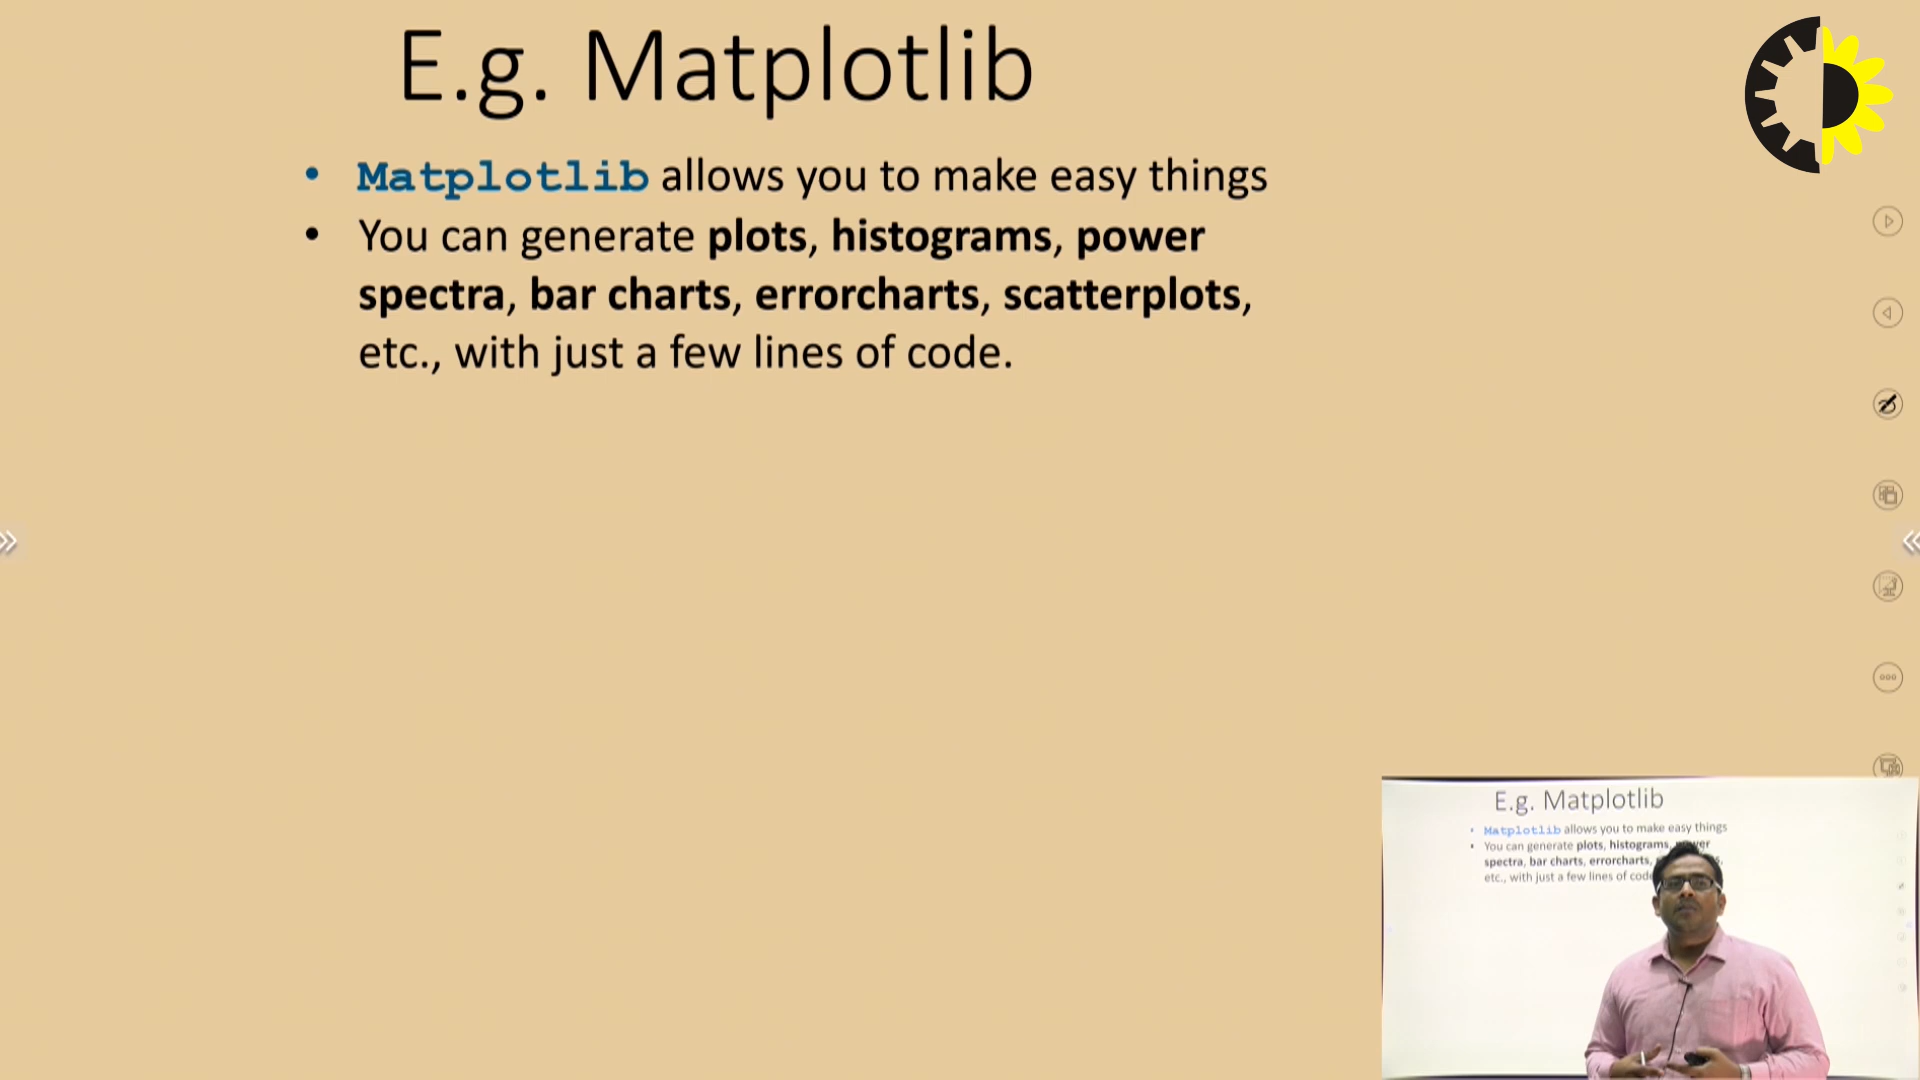 E.g. Matplotlib
• Matplotlib allows you to make easy things
• You can generate plots, histograms, power
spectra, bar charts, errorcharts, scatterplots,
etc., with just a few lines of code.
E.g. Matplotlib
• Matplotlib allows you to make easy things
• You can generate plots, histograms,
spectra, bar charts, errorcharts,
etc., with just a few lines of code